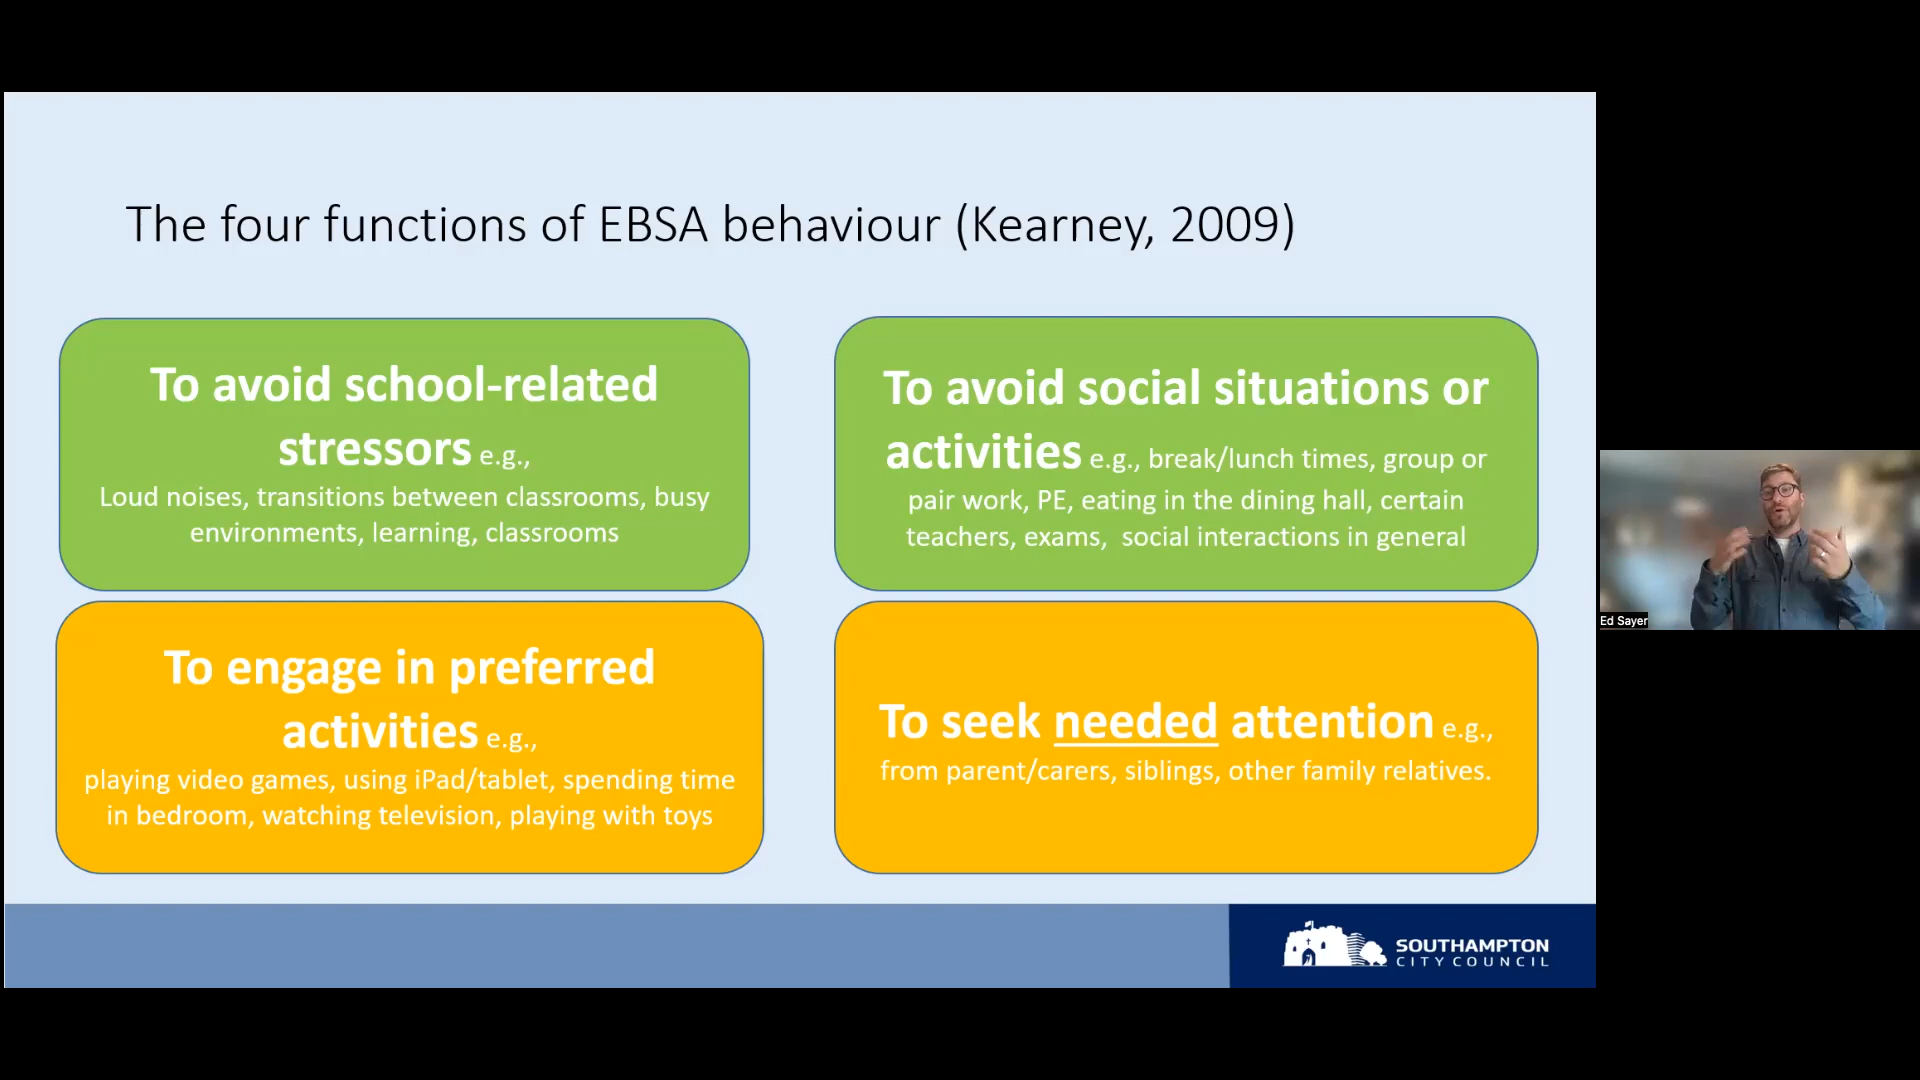 The four functions of EBSA behaviour (Kearney, 2009)
To avoid school-related
stressors e.g.,
Loud noises, transitions between classrooms, busy
environments, learning, classrooms
To avoid social situations or
activities e.g., break/lunch times, group or
pair work, PE, eating in the dining hall, certain
teachers, exams,  social interactions in general
To engage in preferred
activities e.g.,
playing video games, using iPad/tablet, spending time
in bedroom, watching television, playing with toys
To seek needed attention e.g.,
from parent/carers, siblings, other family relatives.
SOUTHAMPTON
CITY COUNCIL
Ed Sayer